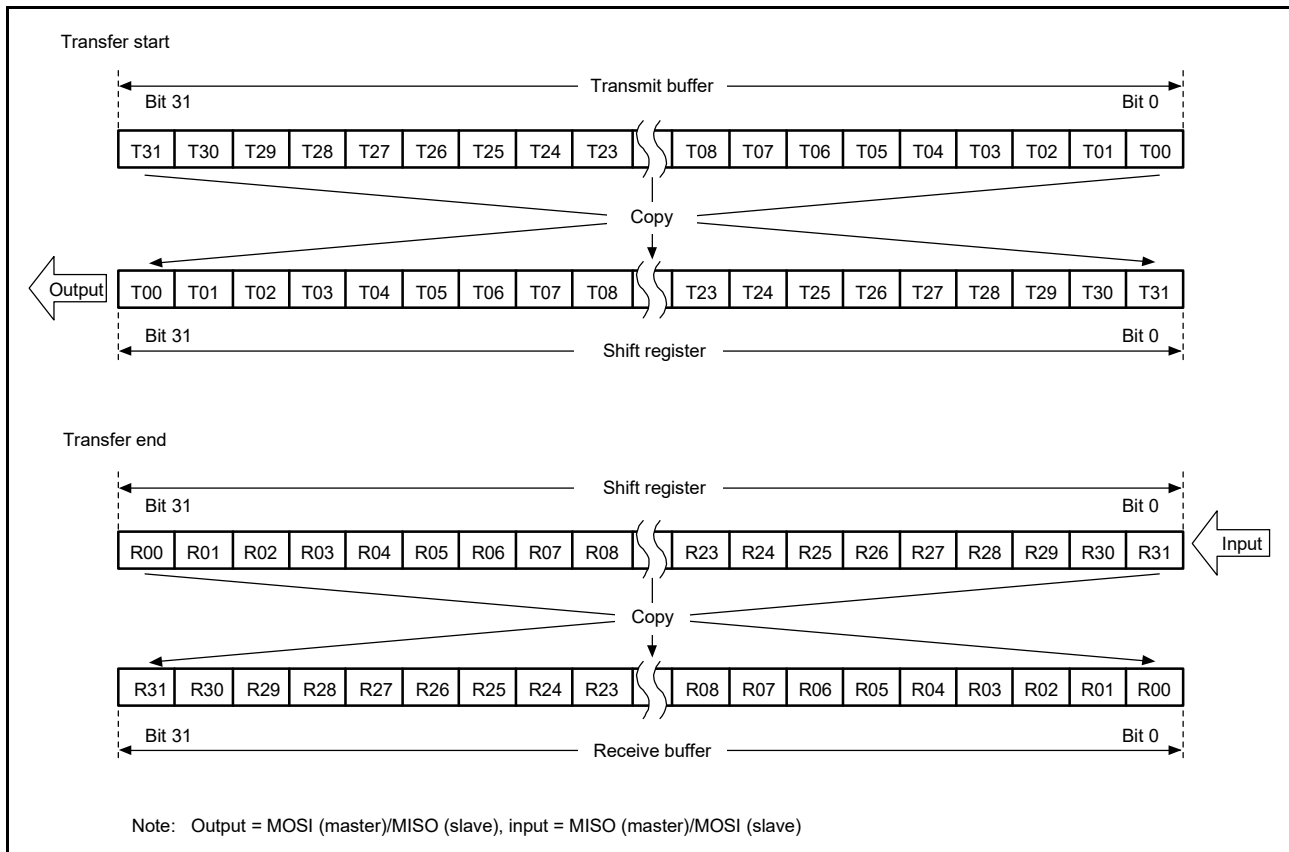 Transfer start
Transmit buffer
Bit 31 Bit 0
T31 T30 T29 T28 T27 T26 T25 T24 T23 T08 T07 T06 T05 T04 T03 T02 T01 T00
Copy
Output T00 T01 T02 T03 T04 T05 T06 T07 T08 T23 T24 T25 T26 T27 T28 T29 T30 T31
Bit 31 Bit 0
Shift register
Transfer end
Shift register
Bit 31 Bit 0
R00 R01 R02 R03 R04 R05 R06 R07 R08 R23 R24 R25 R26 R27 R28 R29 R30 R31 Input
Copy
R31 R30 R29 R28 R27 R26 R25 R24 R23 R08 R07 R06 R05 R04 R03 R02 R01 R00
Bit 31 Bit 0
Receive buffer
Note: Output = MOSI (master)/MISO (slave), input = MISO (master)/MOSI (slave)